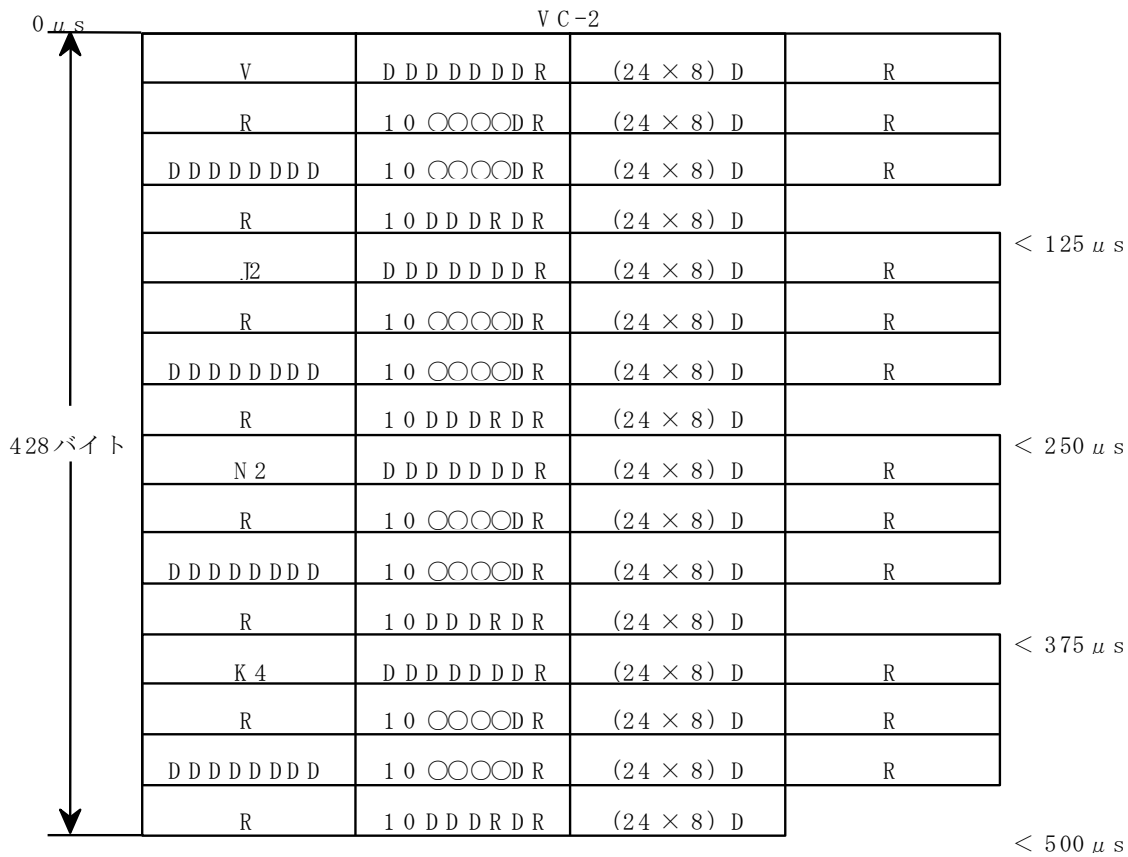 0μs VC-2
V DDDDDDDR (24×8) D R
R 10○○○○DR (24×8) D R
DDDDDDDD 10○○○○DR (24×8) D R
R 10DDDRDR (24×8) D
< 125μs
J2 DDDDDDDR (24×8) D R
R 10○○○○DR (24×8) D R
DDDDDDDD 10○○○○DR (24×8) D R
R 10DDDRDR (24×8) D
428バイト < 250μs
N2 DDDDDDDR (24×8) D R
R 10○○○○DR (24×8) D R
DDDDDDDD 10○○○○DR (24×8) D R
R 10DDDRDR (24×8) D
< 375μs
K4 DDDDDDDR (24×8) D R
R 10○○○○DR (24×8) D R
DDDDDDDD 10○○○○DR (24×8) D R
R 10DDDRDR (24×8) D
< 500μs